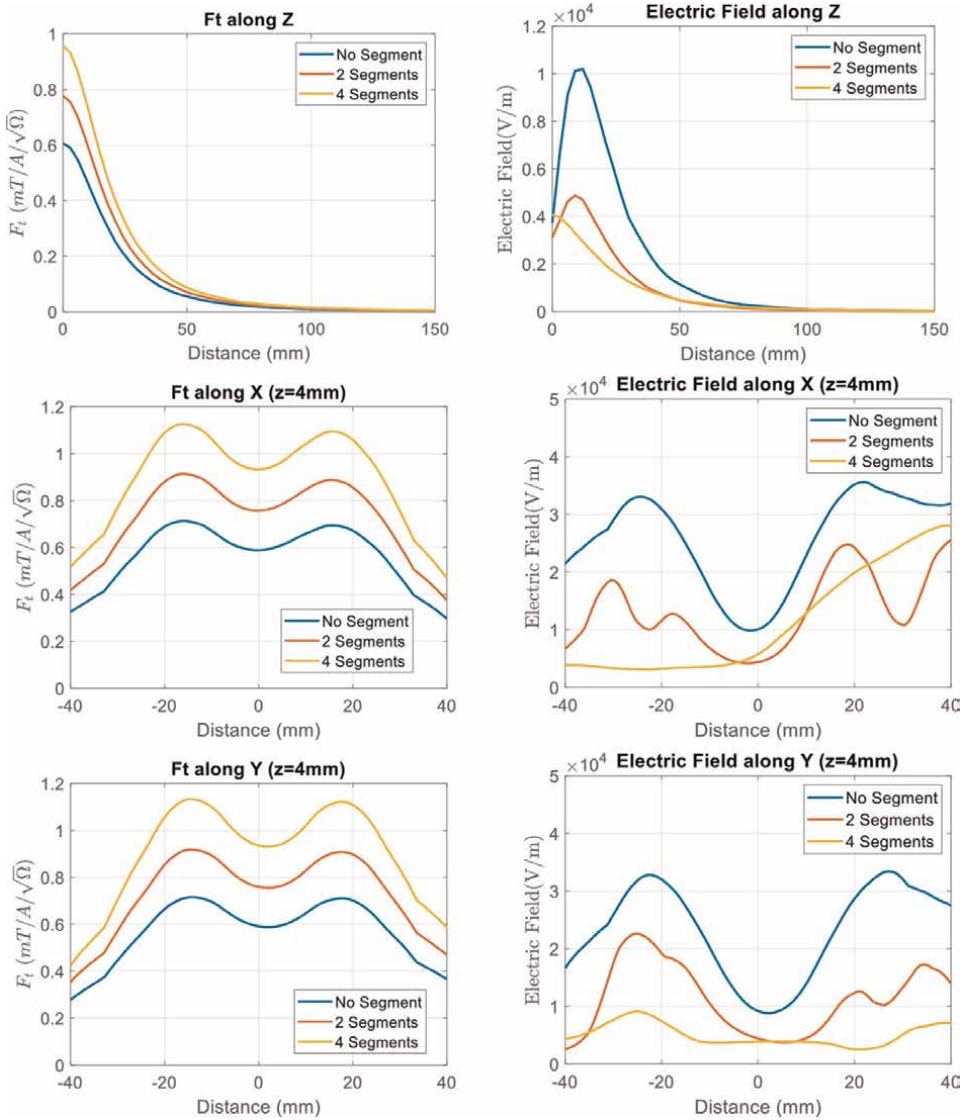 Ft along Z
F_t (mT/A/√Ω)
1
0.8
0.6
0.4
0.2
0
No Segment
2 Segments
4 Segments
0 50 100 150
Distance (mm)
Electric Field along Z
×10^4
Electric Field(V/m)
1.2
1
0.8
0.6
0.4
0.2
0
No Segment
2 Segments
4 Segments
0 50 100 150
Distance (mm)
Ft along X (z=4mm)
F_t (mT/A/√Ω)
1.2
1
0.8
0.6
0.4
0.2
0
No Segment
2 Segments
4 Segments
-40 -20 0 20 40
Distance (mm)
Electric Field along X (z=4mm)
×10^4
Electric Field(V/m)
5
4
3
2
1
0
No Segment
2 Segments
4 Segments
-40 -20 0 20 40
Distance (mm)
Ft along Y (z=4mm)
F_t (mT/A/√Ω)
1.2
1
0.8
0.6
0.4
0.2
0
No Segment
2 Segments
4 Segments
-40 -20 0 20 40
Distance (mm)
Electric Field along Y (z=4mm)
×10^4
Electric Field(V/m)
5
4
3
2
1
0
No Segment
2 Segments
4 Segments
-40 -20 0 20 40
Distance (mm)